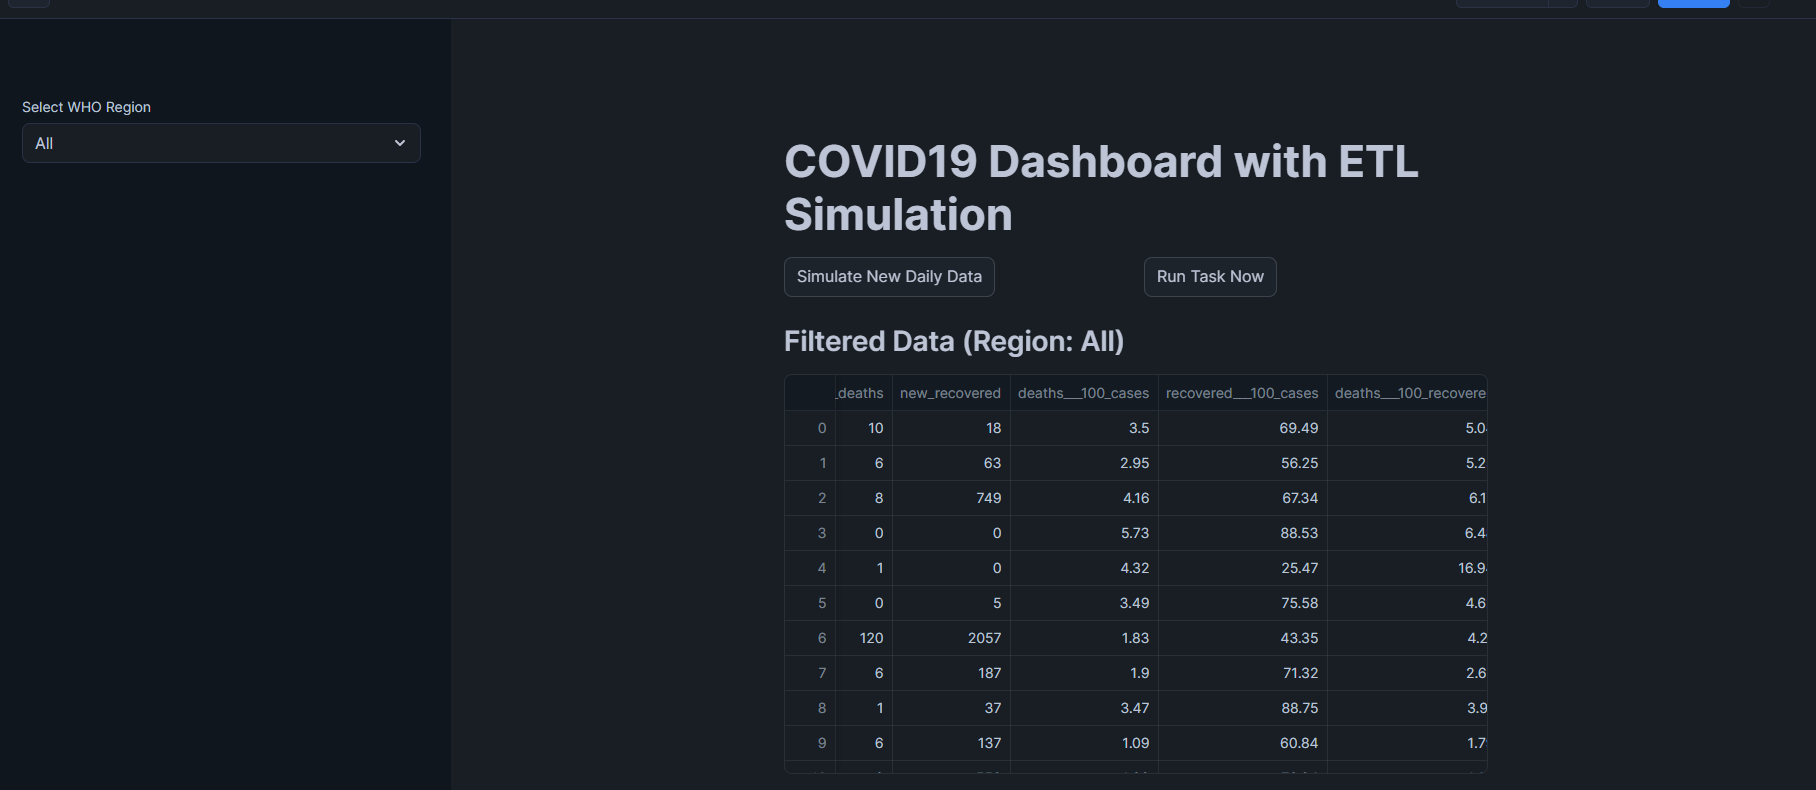 Select WHO Region
All
COVID19 Dashboard with ETL
Simulation
Simulate New Daily Data Run Task Now
Filtered Data (Region: All)
_deaths new_recovered deaths___100_cases recovered___100_cases deaths___100_recovere
0 10 18 3.5 69.49 5.0
1 6 63 2.95 56.25 5.2
2 8 749 4.16 67.34 6.1
3 0 0 5.73 88.53 6.4
4 1 0 4.32 25.47 16.9
5 0 5 3.49 75.58 4.6
6 120 2057 1.83 43.35 4.2
7 6 187 1.9 71.32 2.6
8 1 37 3.47 88.75 3.9
9 6 137 1.09 60.84 1.7